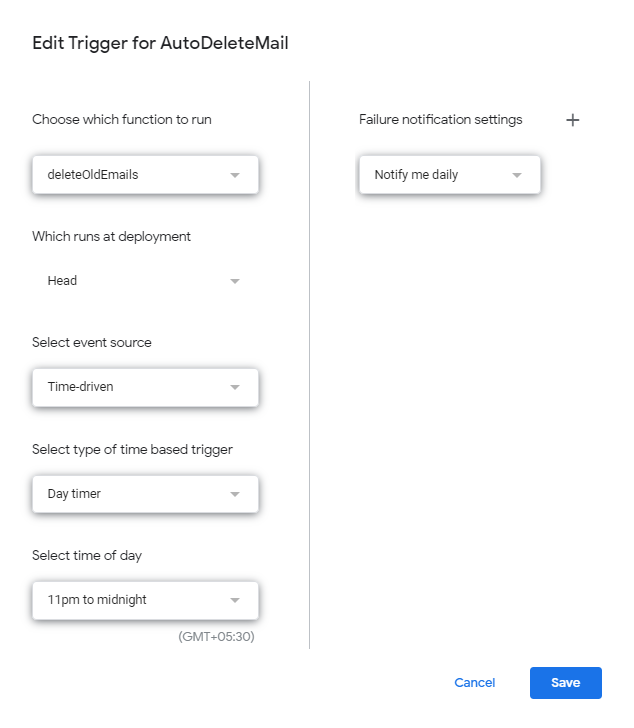 Edit Trigger for AutoDeleteMail
Choose which function to run
deleteOldEmails
Which runs at deployment
Head
Select event source
Time-driven
Select type of time based trigger
Day timer
Select time of day
11pm to midnight
(GMT+05:30)
Failure notification settings
Notify me daily
Cancel
Save